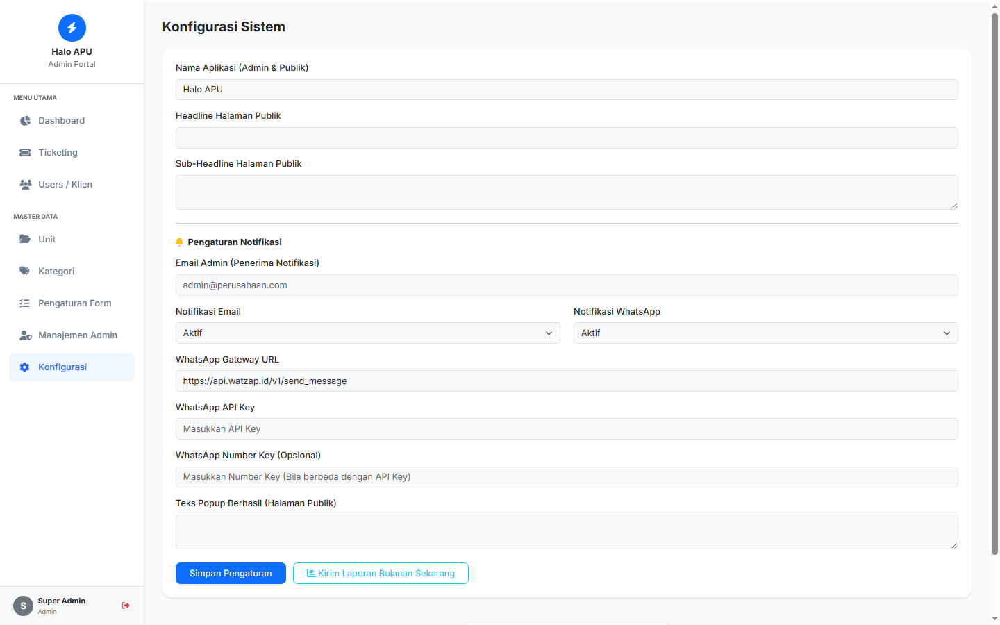 Halo APU
Admin Portal
MENU UTAMA
Dashboard
Ticketing
Users / Klien
MASTER DATA
Unit
Kategori
Pengaturan Form
Manajemen Admin
Konfigurasi
S
Super Admin
Admin
Konfigurasi Sistem
Nama Aplikasi (Admin & Publik)
Halo APU
Headline Halaman Publik
Sub-Headline Halaman Publik
Pengaturan Notifikasi
Email Admin (Penerima Notifikasi)
admin@perusahaan.com
Notifikasi Email
Aktif
Notifikasi WhatsApp
Aktif
WhatsApp Gateway URL
https://api.watzap.id/v1/send_message
WhatsApp API Key
Masukkan API Key
WhatsApp Number Key (Opsional)
Masukkan Number Key (Bila berbeda dengan API Key)
Teks Popup Berhasil (Halaman Publik)
Simpan Pengaturan
Kirim Laporan Bulanan Sekarang